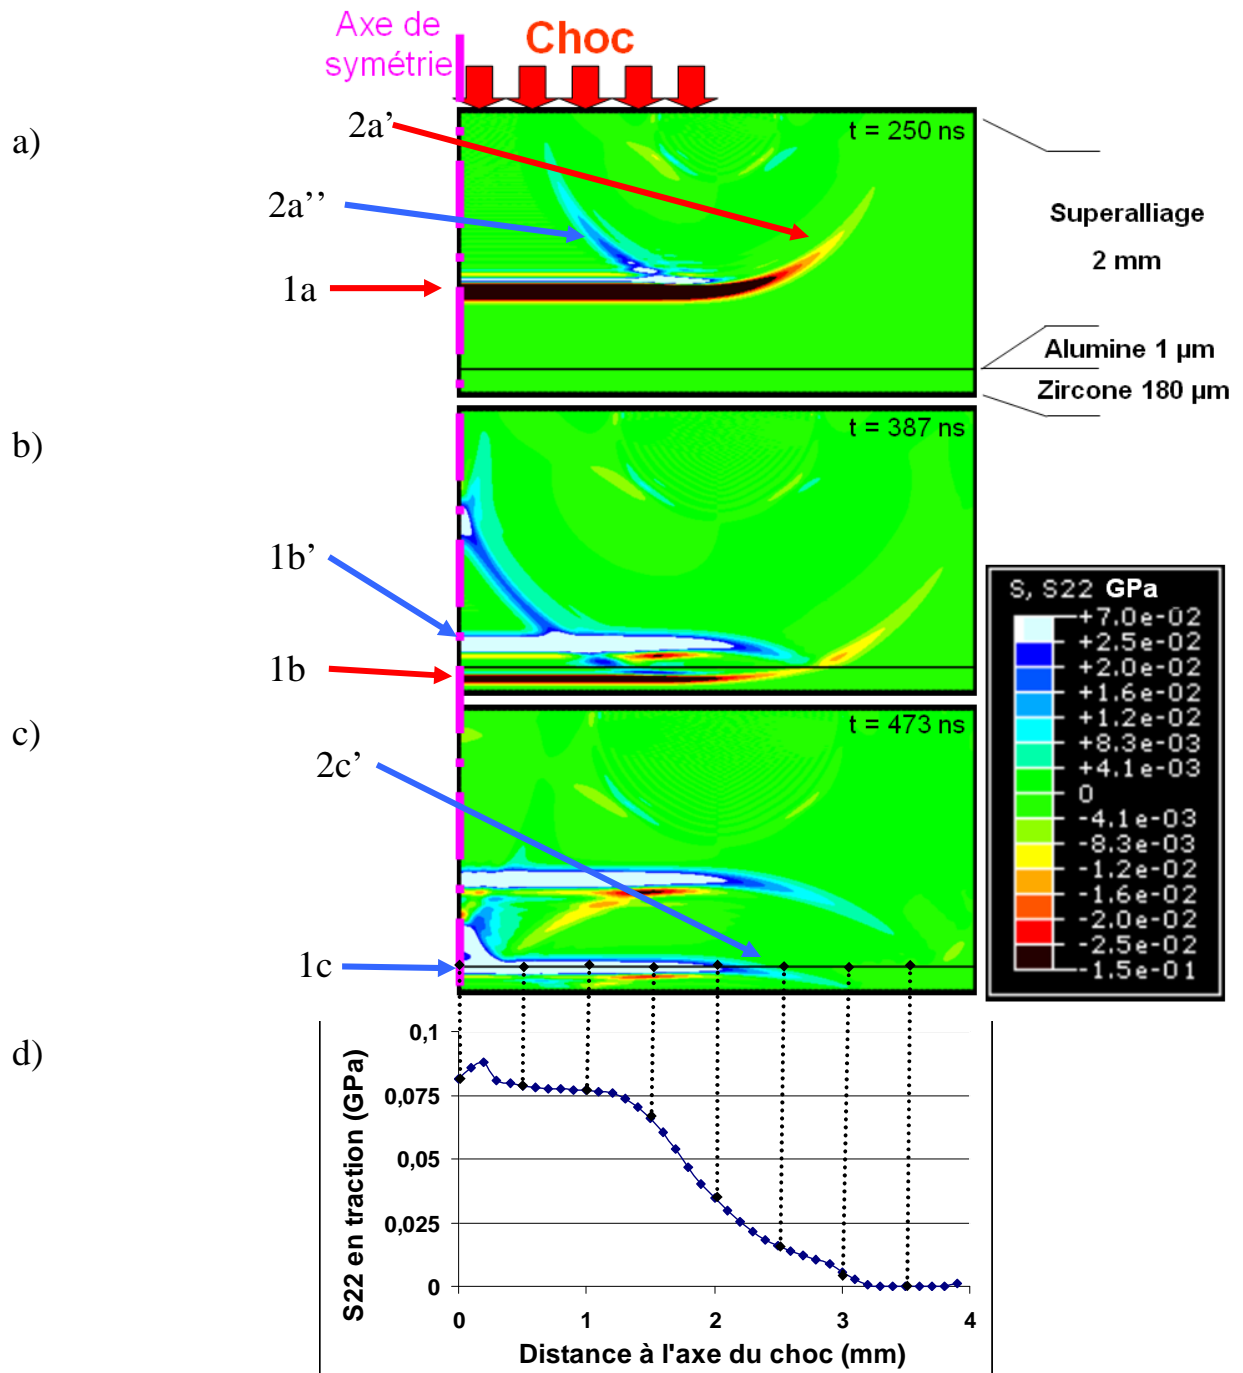 Axe de
symétrie
Choc
a)
2a’
t = 250 ns
2a’’
Superalliage
2 mm
1a
Alumine 1 µm
Zircone 180 µm
b)
t = 387 ns
1b’
1b
S, S22 GPa
+7.0e-02
+2.5e-02
+2.0e-02
+1.6e-02
+1.2e-02
+8.3e-03
+4.1e-03
0
-4.1e-03
-8.3e-03
-1.2e-02
-1.6e-02
-2.0e-02
-2.5e-02
-1.5e-01
c)
t = 473 ns
2c’
1c
d)
S22 en traction (GPa)
0,1
0,075
0,05
0,025
0
0 1 2 3 4
Distance à l'axe du choc (mm)